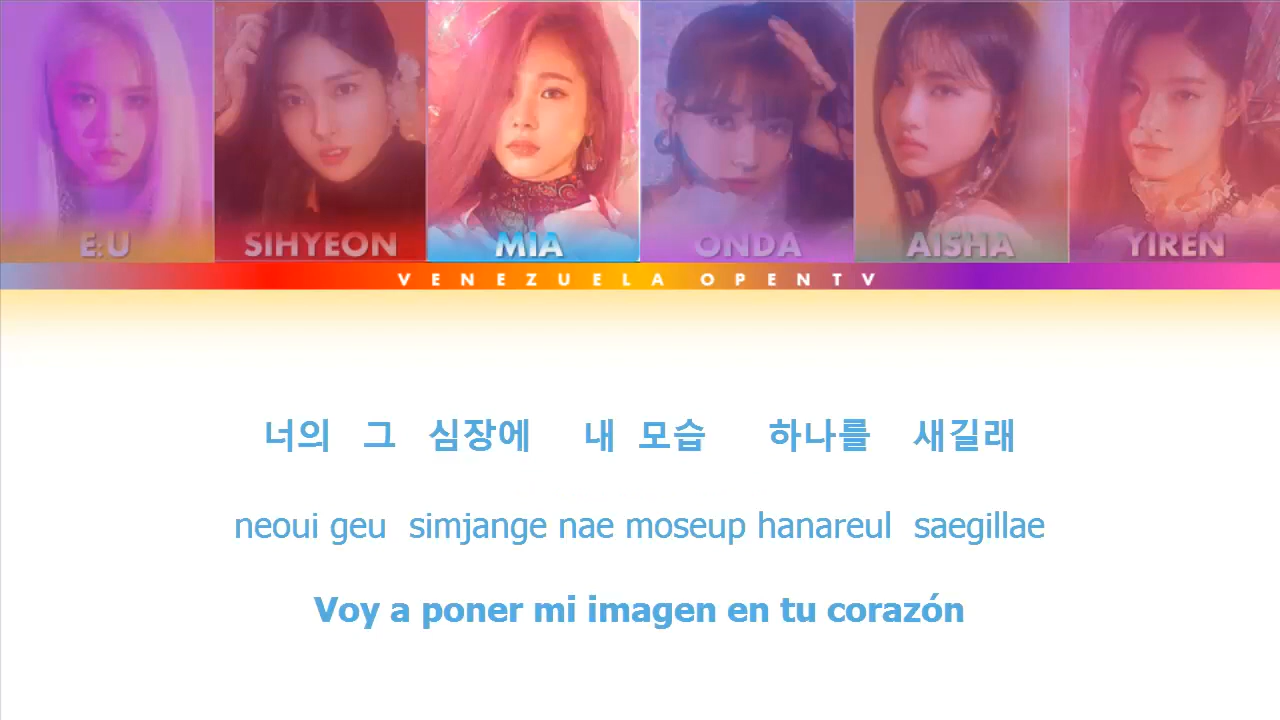 E:U SIHYEON MIA ONDA AISHA YIREN
VENEZUELA OPENTV
너의 그 심장에 내 모습 하나를 새길래
neoui geu simjange nae moseup hanareul saegillae
Voy a poner mi imagen en tu corazón